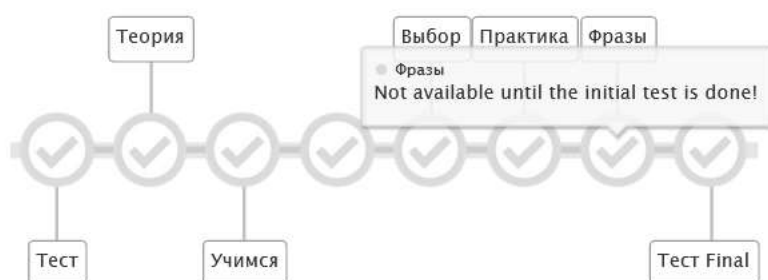 Теория
Выбор
Практика
Фразы
Фразы
Not available until the initial test is done!
Тест
Учимся
Тест Final